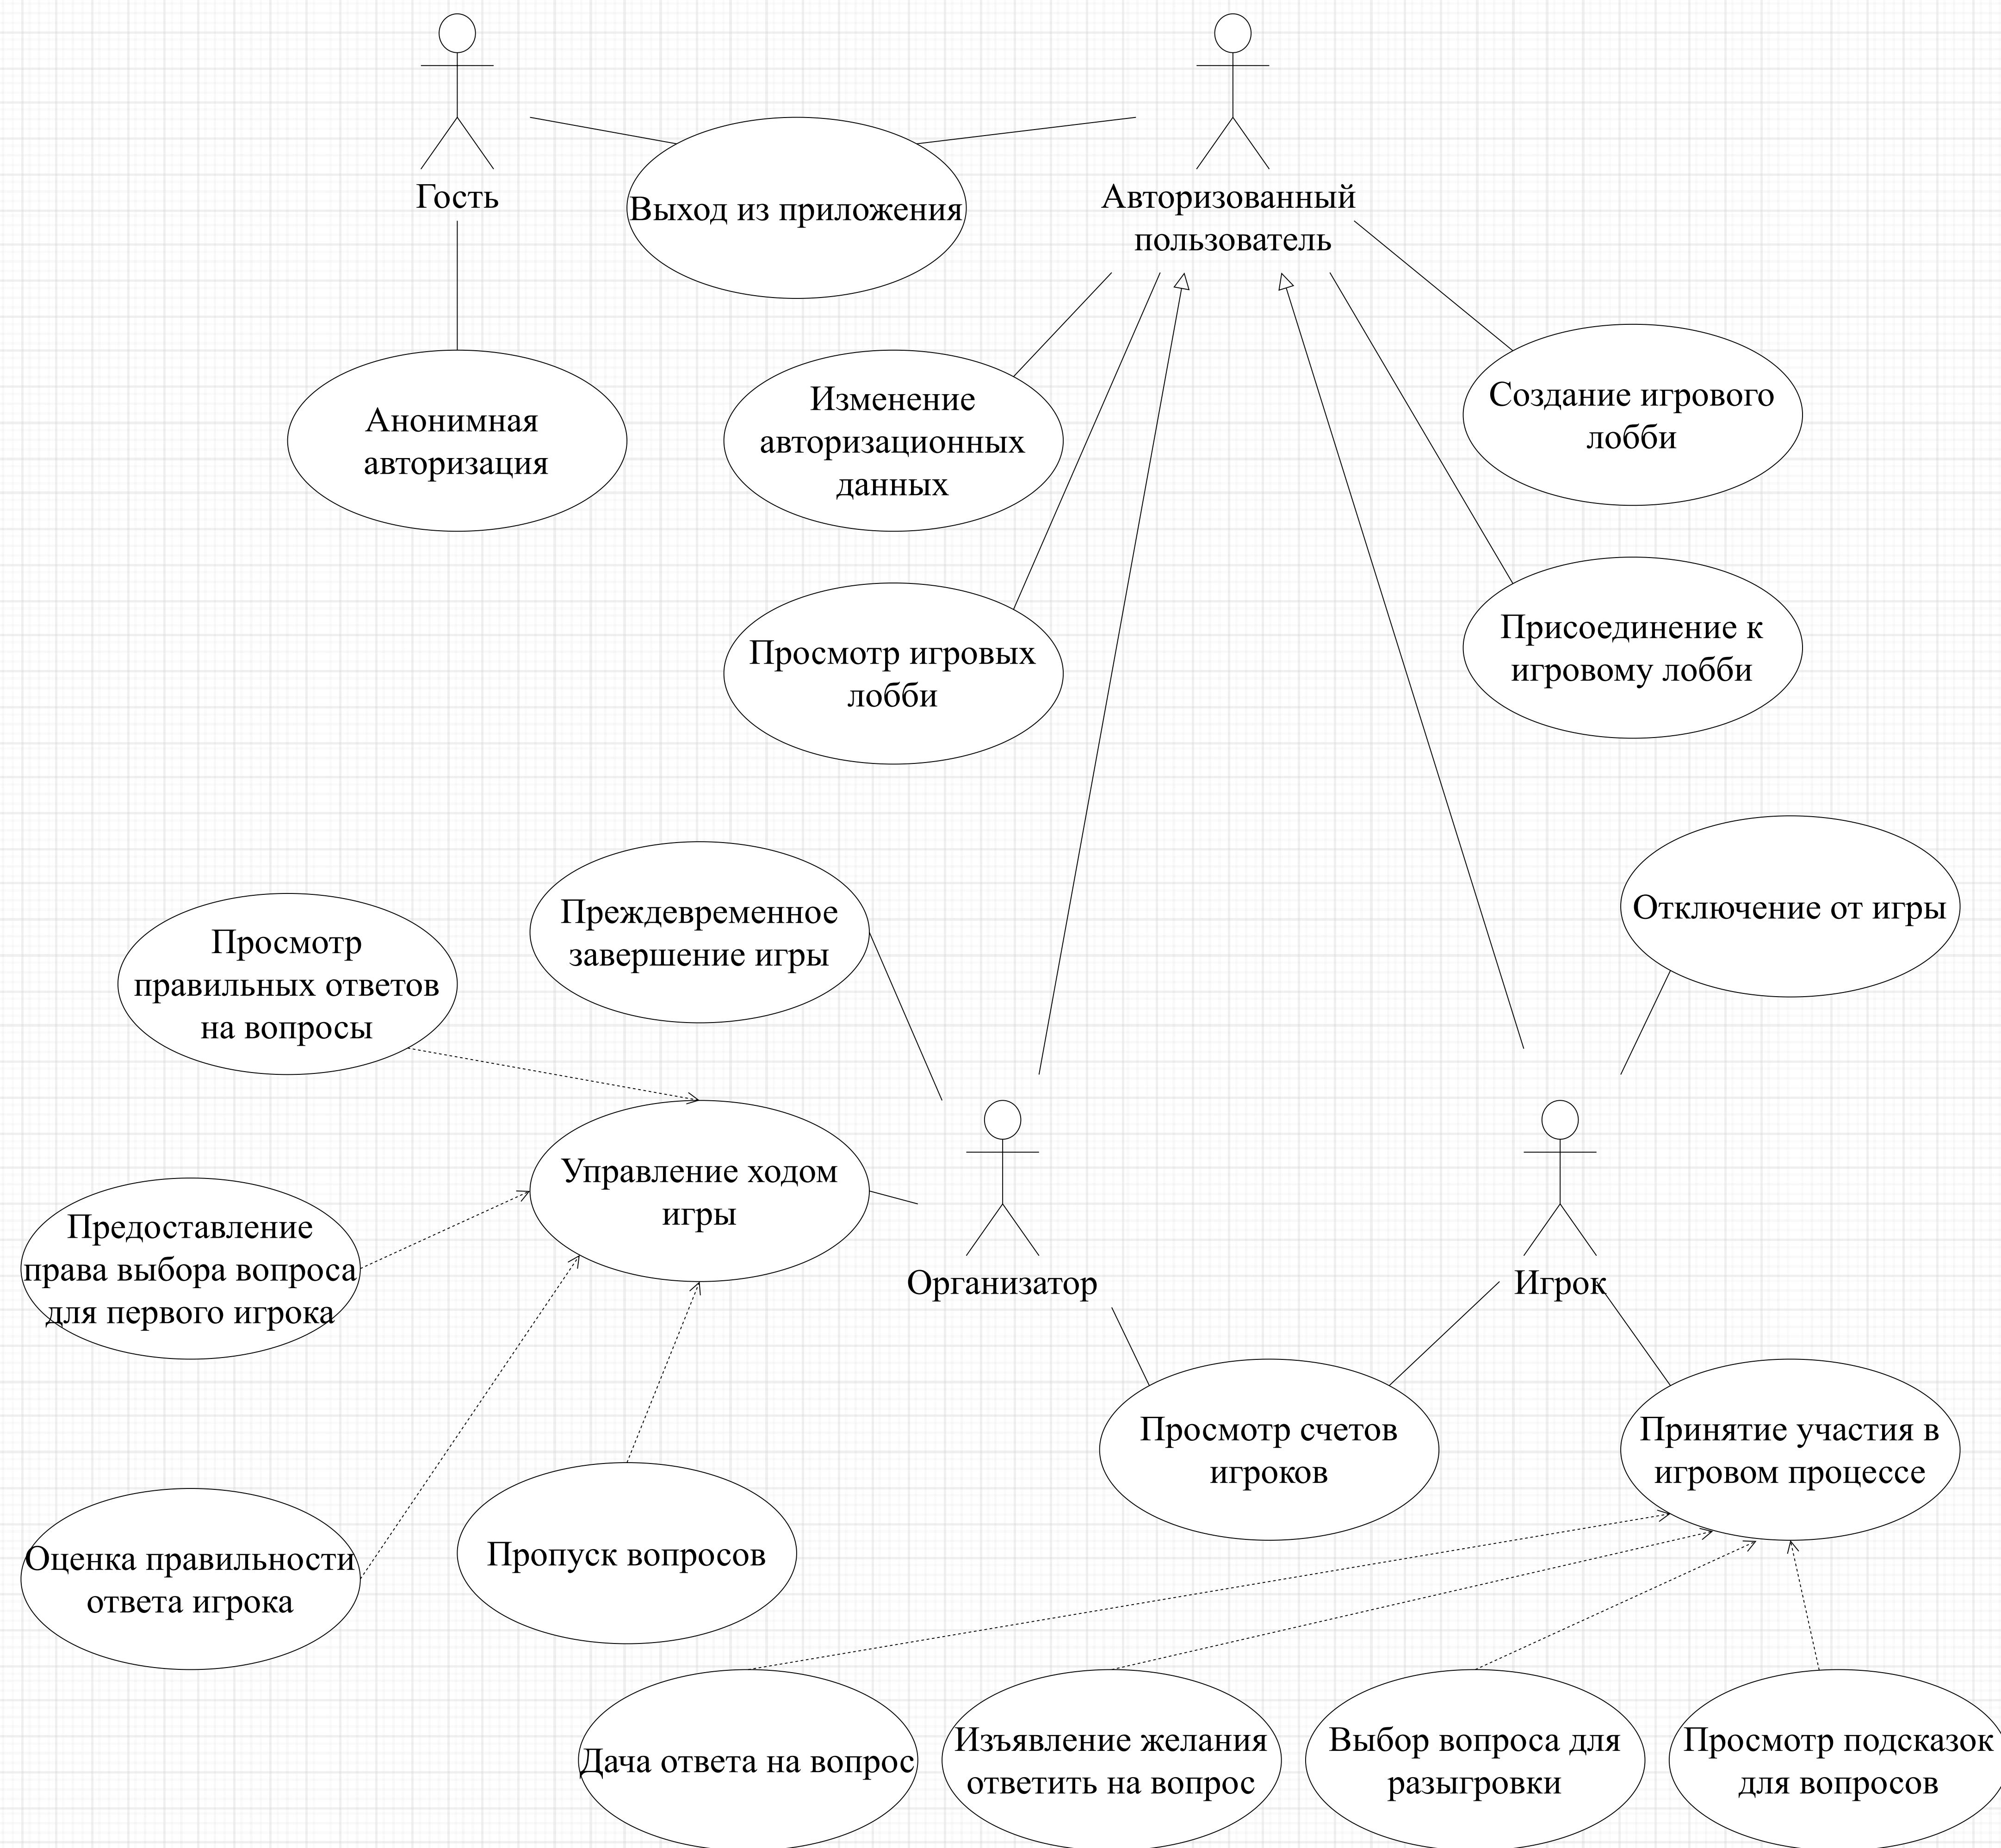 Гость
Выход из приложения
Авторизованный
пользователь
Анонимная
авторизация
Изменение
авторизационных
данных
Создание игрового
лобби
Просмотр игровых
лобби
Присоединение к
игровому лобби
Преждевременное
завершение игры
Отключение от игры
Просмотр
правильных ответов
на вопросы
Управление ходом
игры
Предоставление
права выбора вопроса
для первого игрока
Организатор
Игрок
Просмотр счетов
игроков
Принятие участия в
игровом процессе
Оценка правильности
ответа игрока
Пропуск вопросов
Дача ответа на вопрос
Изъявление желания
ответить на вопрос
Выбор вопроса для
разыгровки
Просмотр подсказок
для вопросов